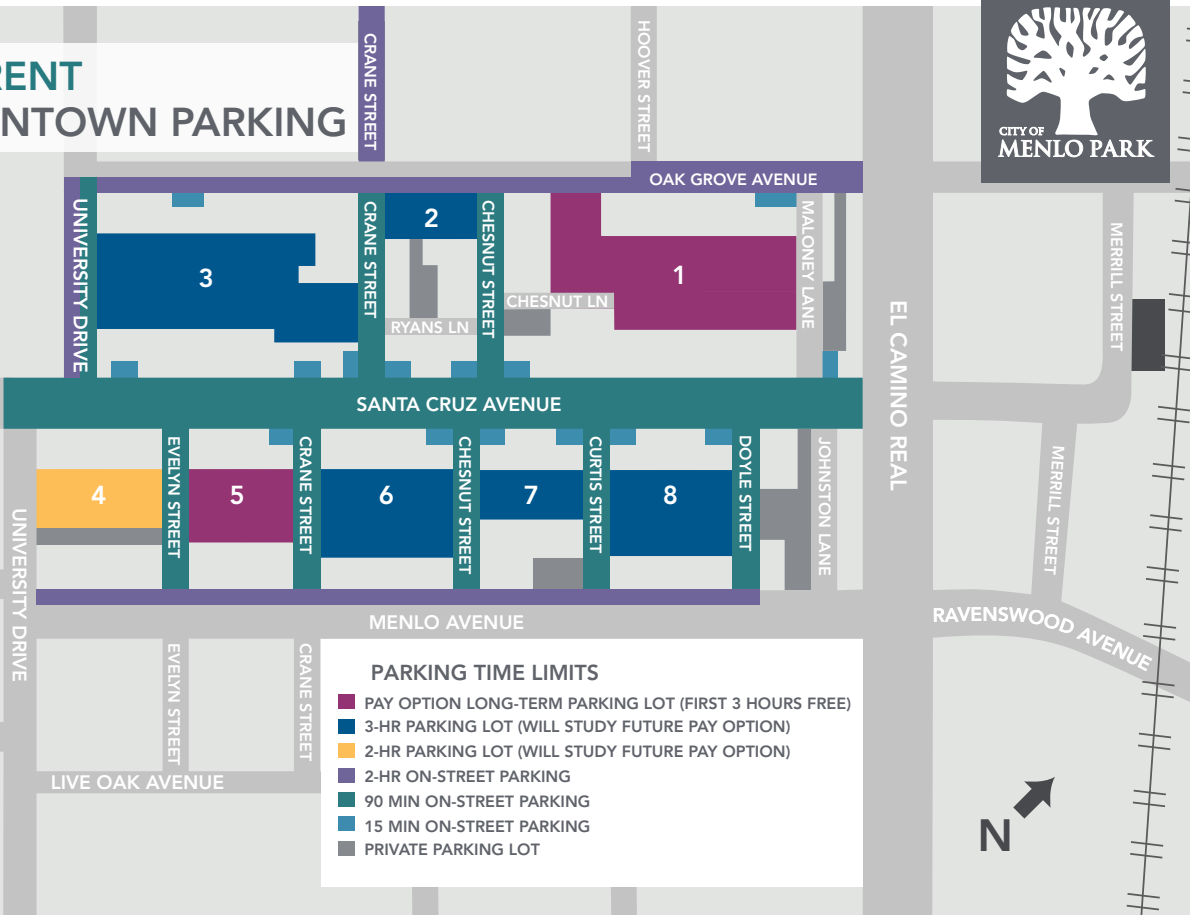 RENT
NTOWN PARKING
CRANE STREET
HOOVER STREET
CITY OF
MENLO PARK
OAK GROVE AVENUE
UNIVERSITY DRIVE
CRANE STREET
2
CHESNUT STREET
MALONEY LANE
MERRILL STREET
3
1
CHESNUT LN
RYANS LN
EL CAMINO REAL
SANTA CRUZ AVENUE
EVELYN STREET
CRANE STREET
CHESNUT STREET
CURTIS STREET
DOYLE STREET
JOHNSTON LANE
MERRILL STREET
4
5
6
7
8
UNIVERSITY DRIVE
MENLO AVENUE
RAVENSWOOD AVENUE
EVELYN STREET
CRANE STREET
LIVE OAK AVENUE
PARKING TIME LIMITS
PAY OPTION LONG-TERM PARKING LOT (FIRST 3 HOURS FREE)
3-HR PARKING LOT (WILL STUDY FUTURE PAY OPTION)
2-HR PARKING LOT (WILL STUDY FUTURE PAY OPTION)
2-HR ON-STREET PARKING
90 MIN ON-STREET PARKING
15 MIN ON-STREET PARKING
PRIVATE PARKING LOT
N